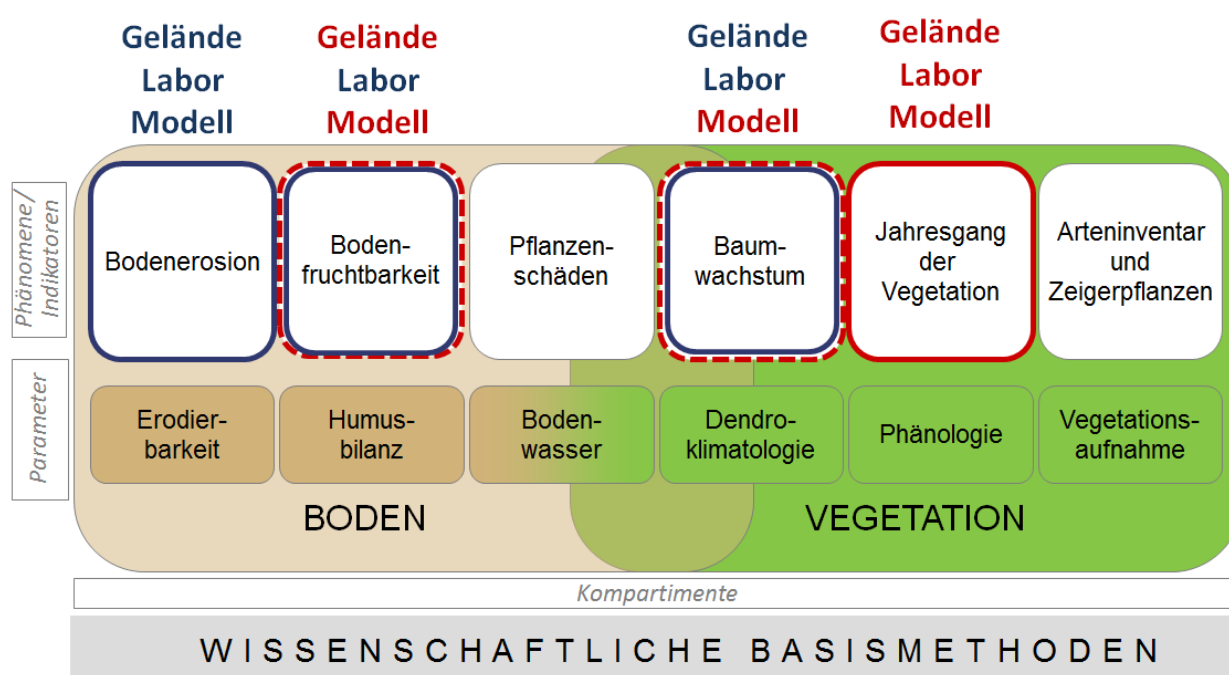 Gelände
Labor
Modell
Gelände
Labor
Modell
Gelände
Labor
Modell
Gelände
Labor
Modell
Phänomene/
Indikatoren
Bodenerosion
Boden-
fruchtbarkeit
Pflanzen-
schäden
Baum-
wachstum
Jahresgang
der
Vegetation
Arteninventar
und
Zeigerpflanzen
Parameter
Erodier-
barkeit
Humus-
bilanz
Boden-
wasser
Dendro-
klimatologie
Phänologie
Vegetations-
aufnahme
BODEN
VEGETATION
Kompartimente
WISSENSCHAFTLICHE BASISMETHODEN